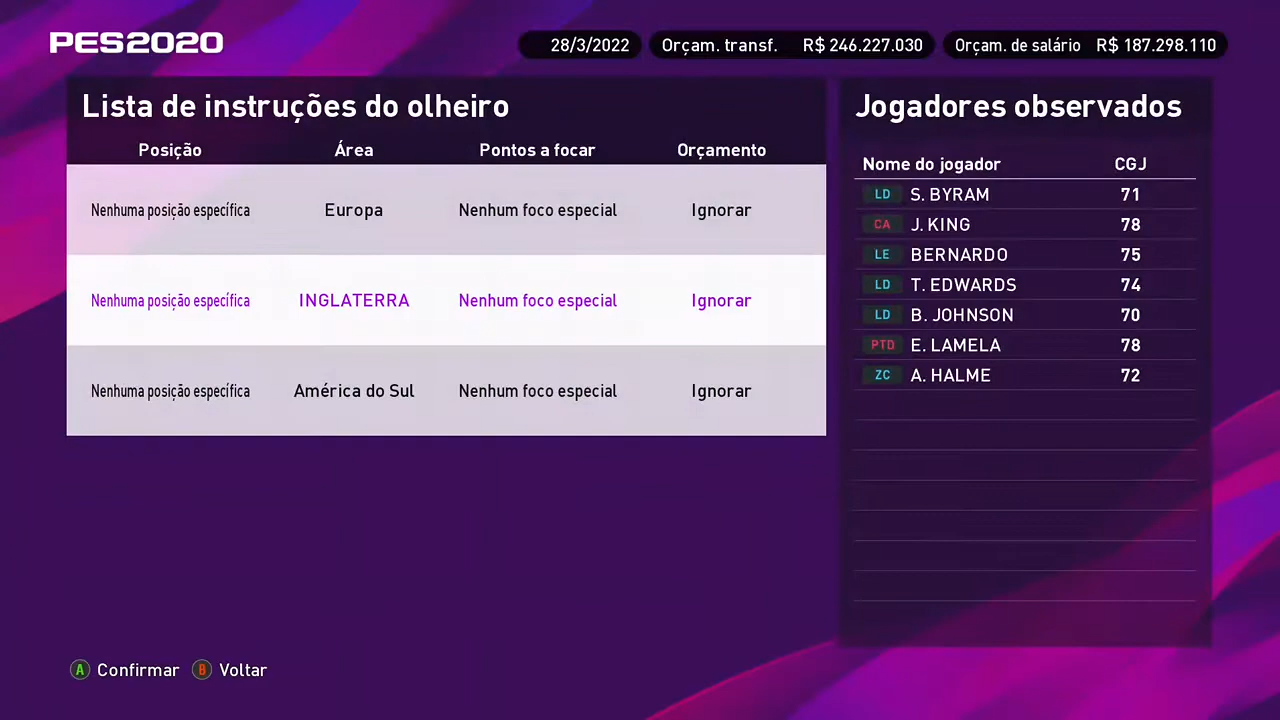 PES2020
28/3/2022 Orçam. transf. R$ 246.227.030 Orçam. de salário R$ 187.298.110
Lista de instruções do olheiro
Posição Área Pontos a focar Orçamento
Nenhuma posição específica Europa Nenhum foco especial Ignorar
Nenhuma posição específica INGLATERRA Nenhum foco especial Ignorar
Nenhuma posição específica América do Sul Nenhum foco especial Ignorar
Jogadores observados
Nome do jogador CGJ
LD S. BYRAM 71
CA J. KING 78
LE BERNARDO 75
LD T. EDWARDS 74
LD B. JOHNSON 70
PTD E. LAMELA 78
ZC A. HALME 72
A Confirmar B Voltar